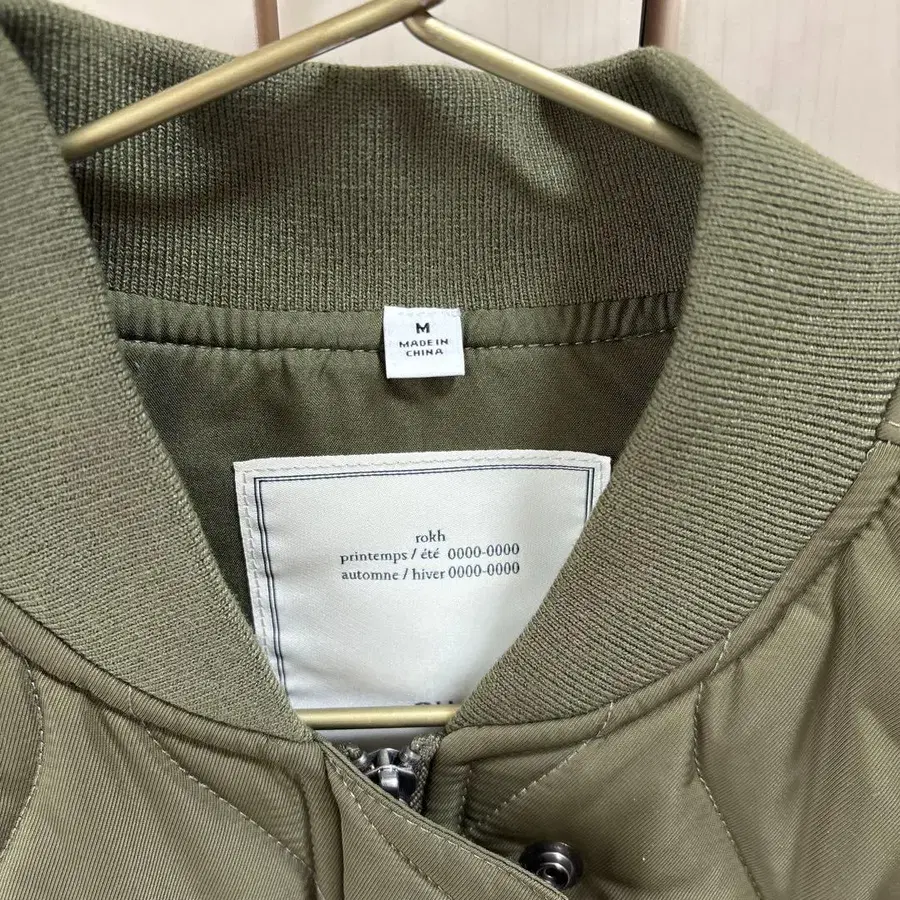 M
MADE IN
CHINA
rokh
printemps / été 0000-0000
automne / hiver 0000-0000